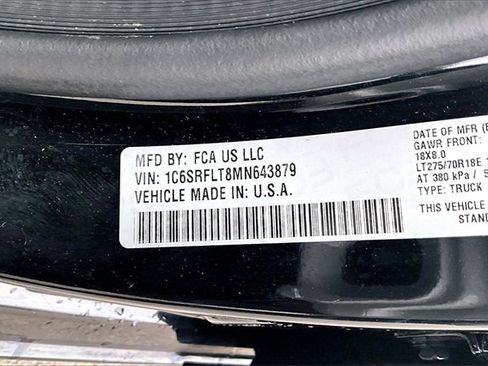 MFD BY: FCA US LLC
VIN: 1C6SRFLT8MN643879
VEHICLE MADE IN: U.S.A.
DATE OF MFR (
GAWR FRONT:
18X8.0
LT275/70R18E
AT 380 kPa /
TYPE: TRUCK
THIS VEHICLE
STAND